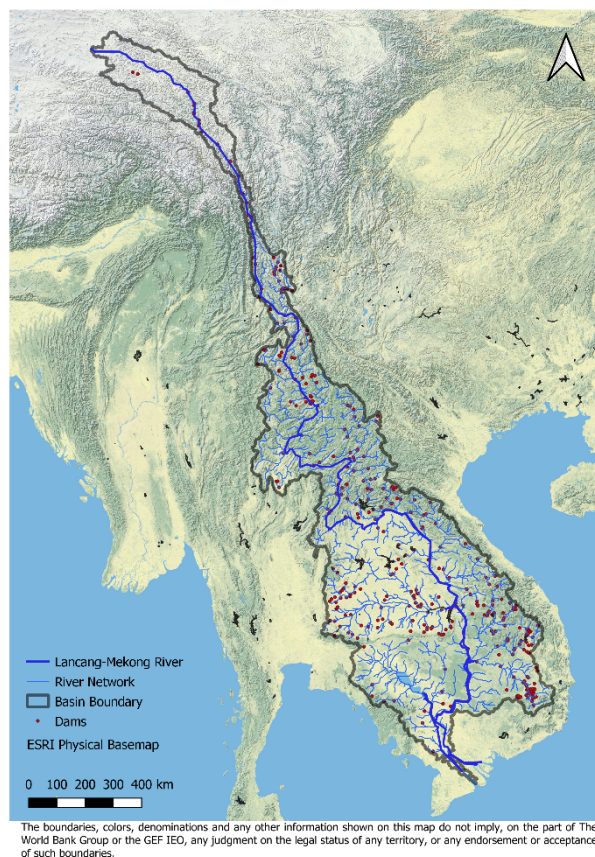 Lancang-Mekong River
River Network
Basin Boundary
Dams
ESRI Physical Basemap
0 100 200 300 400 km
The boundaries, colors, denominations and any other information shown on this map do not imply, on the part of The
World Bank Group or the GEF IEO, any judgment on the legal status of any territory, or any endorsement or acceptance
of such boundaries.